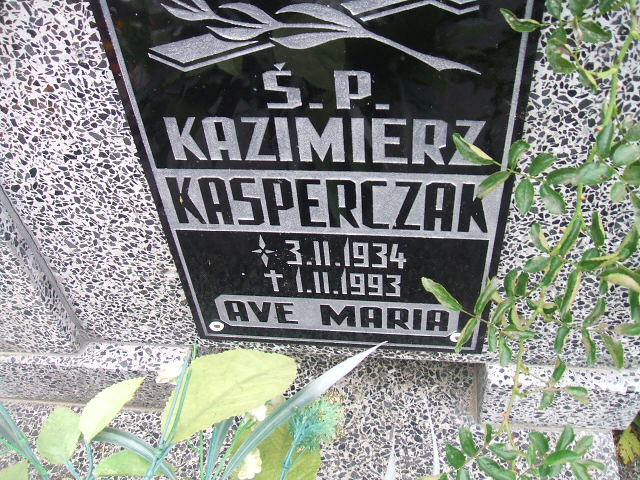 Ś.P.
KAZIMIERZ
KASPERCZAK
3.11.1934
† 1.11.1993
AVE MARIA